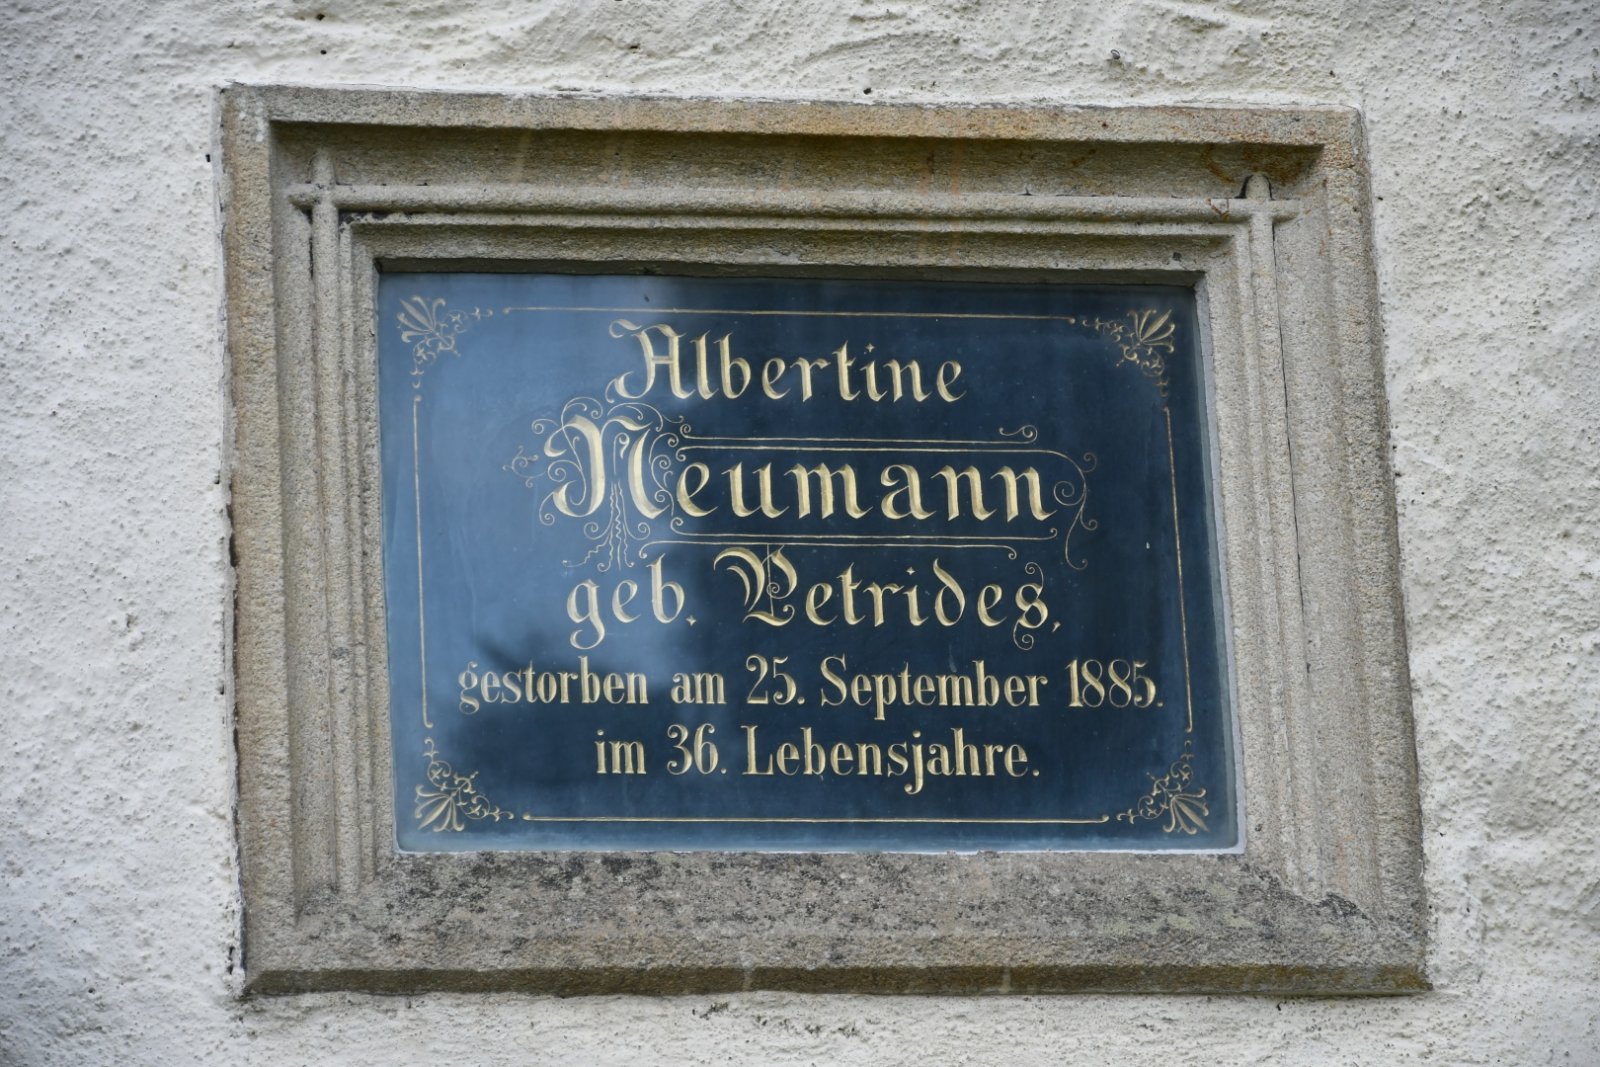 Albertine
Neumann
geb. Petrides,
gestorben am 25. September 1885.
im 36. Lebensjahre.